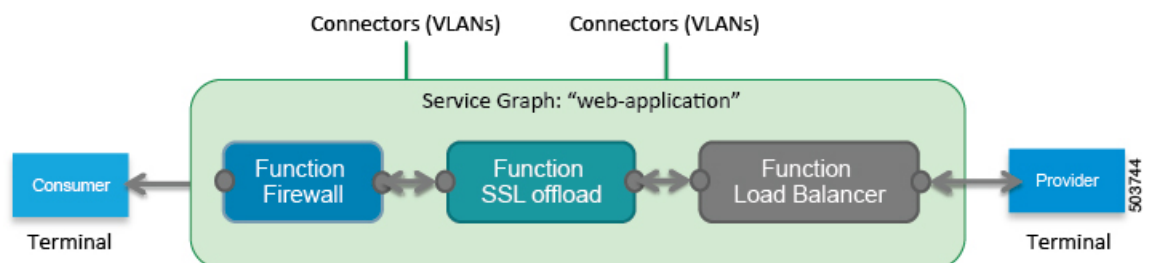 Connectors (VLANs) Connectors (VLANs)
Service Graph: “web-application”
Function
Firewall
Function
SSL offload
Function
Load Balancer
Consumer
Provider
Terminal
Terminal
503744